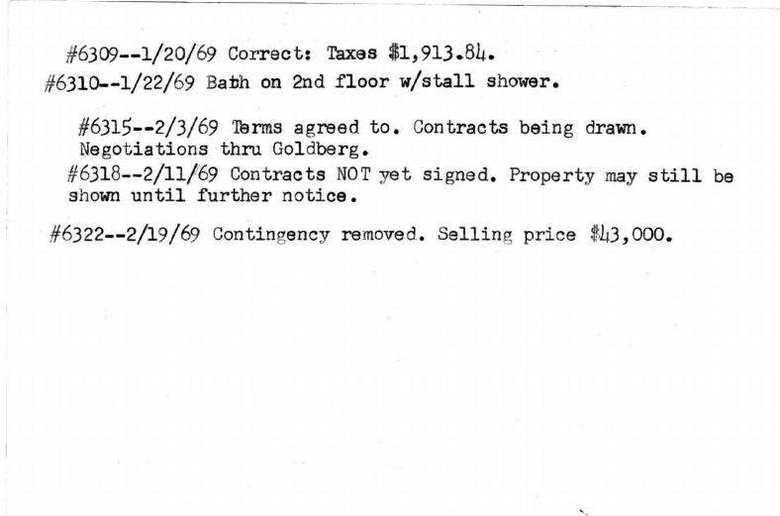 #6309--1/20/69 Correct: Taxes $1,913.84.
#6310--1/22/69 Bath on 2nd floor w/stall shower.
#6315--2/3/69 Terms agreed to. Contracts being drawn.
Negotiations thru Goldberg.
#6318--2/11/69 Contracts NOT yet signed. Property may still be
shown until further notice.
#6322--2/19/69 Contingency removed. Selling price $43,000.